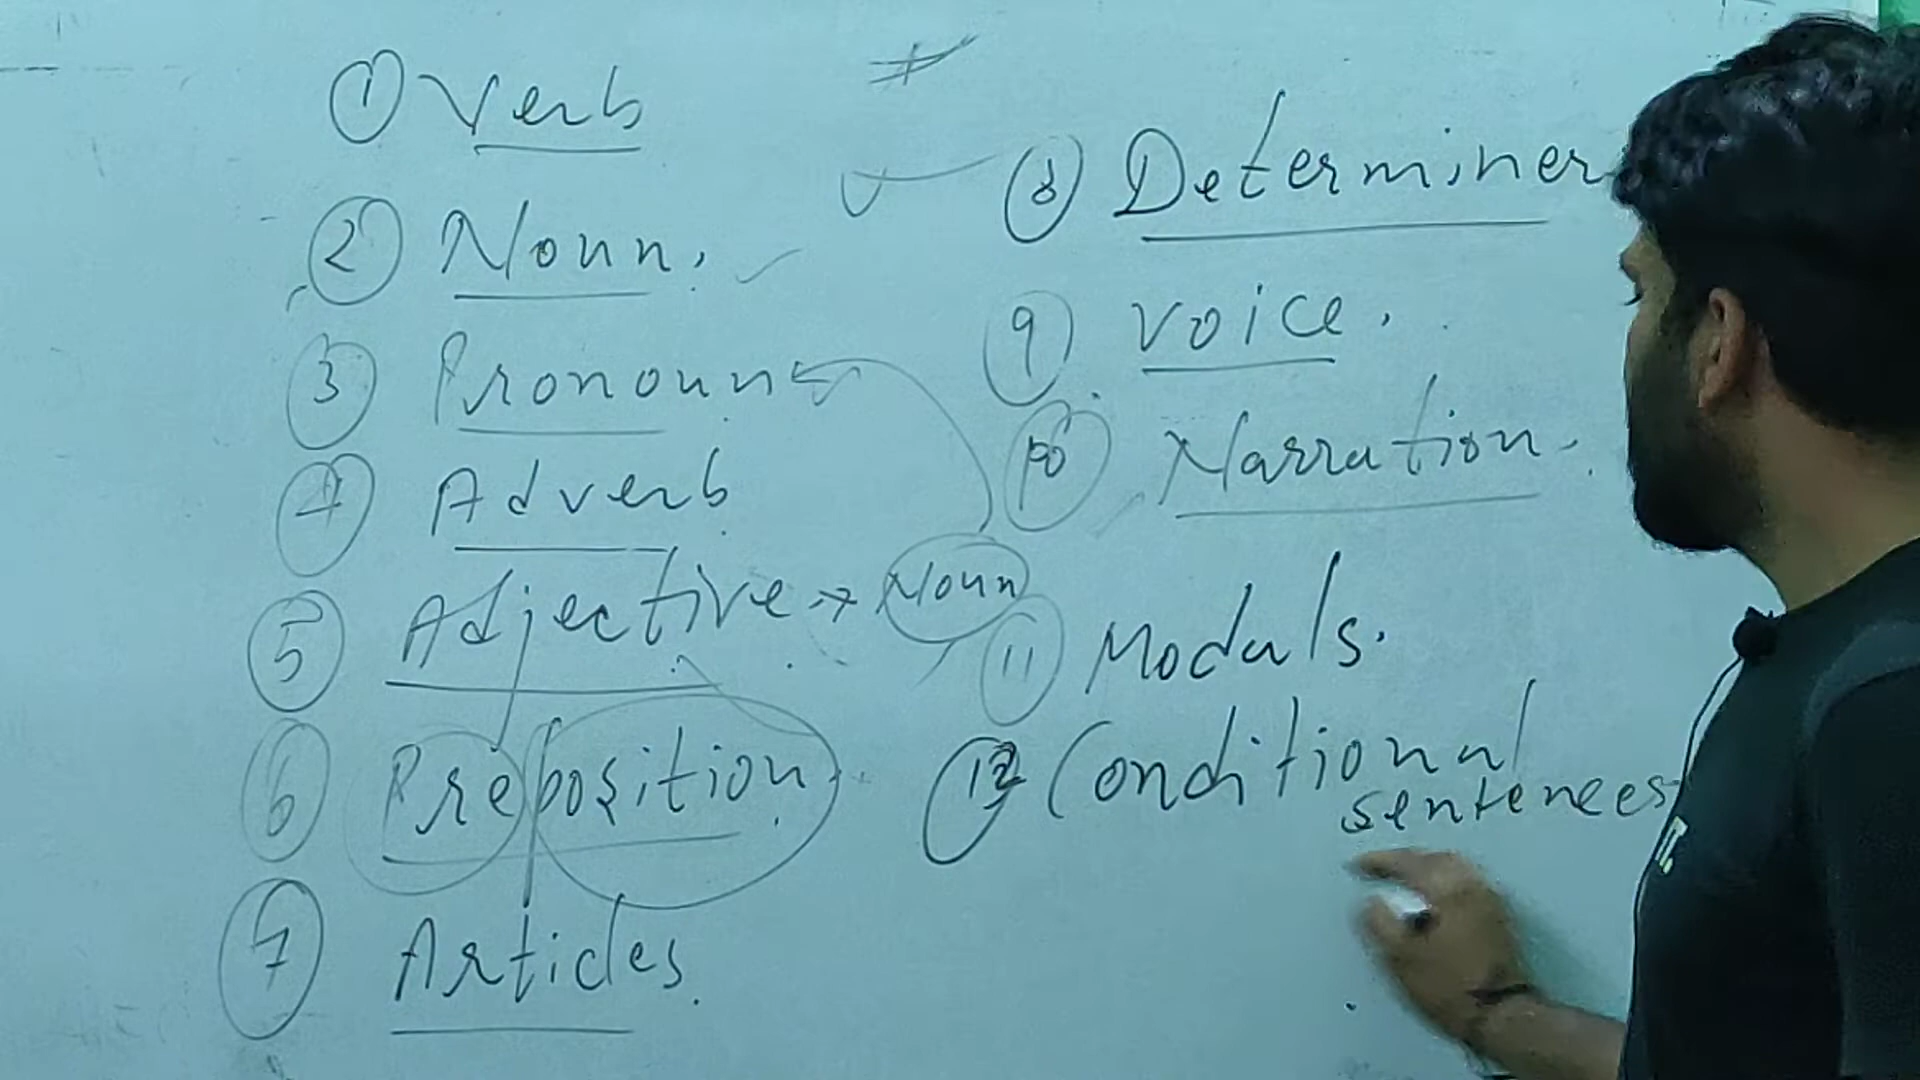 ① Verb
② Noun.
③ Pronoun
④ Adverb
⑤ Adjective → Noun
⑥ Preposition.
⑦ Articles.
⑧ Determiner
⑨ voice.
⑩ Narration.
⑪ Modals.
⑫ Conditional
sentences